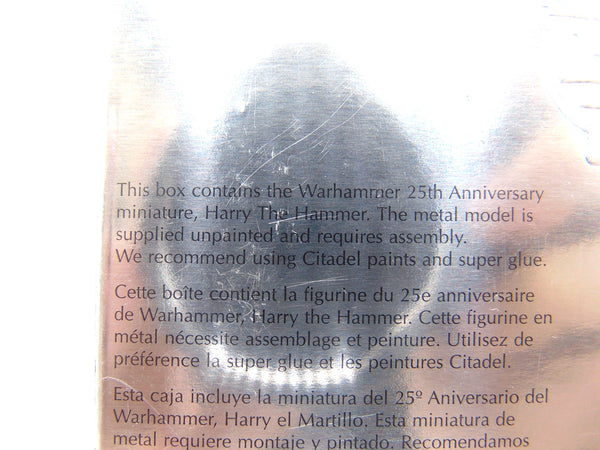 This box contains the Warhammer 25th Anniversary
miniature, Harry The Hammer. The metal model is
supplied unpainted and requires assembly.
We recommend using Citadel paints and super glue.
Cette boîte contient la figurine du 25e anniversaire
de Warhammer, Harry the Hammer. Cette figurine en
métal nécessite assemblage et peinture. Utilisez de
préférence la super glue et les peintures Citadel.
Esta caja incluye la miniatura del 25º Aniversario del
Warhammer, Harry el Martillo. Esta miniatura de
metal requiere montaje y pintado. Recomendamos